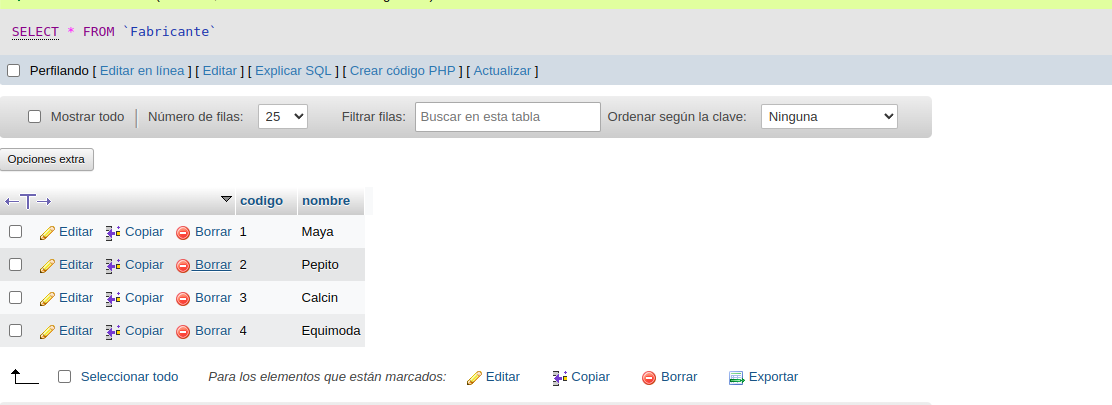 SELECT * FROM `Fabricante`
Perfilando [ Editar en línea ] [ Editar ] [ Explicar SQL ] [ Crear código PHP ] [ Actualizar ]
Mostrar todo Número de filas: 25 Filtrar filas: Buscar en esta tabla Ordenar según la clave: Ninguna
Opciones extra
codigo nombre
Editar Copiar Borrar 1 Maya
Editar Copiar Borrar 2 Pepito
Editar Copiar Borrar 3 Calcin
Editar Copiar Borrar 4 Equimoda
Seleccionar todo Para los elementos que están marcados: Editar Copiar Borrar Exportar